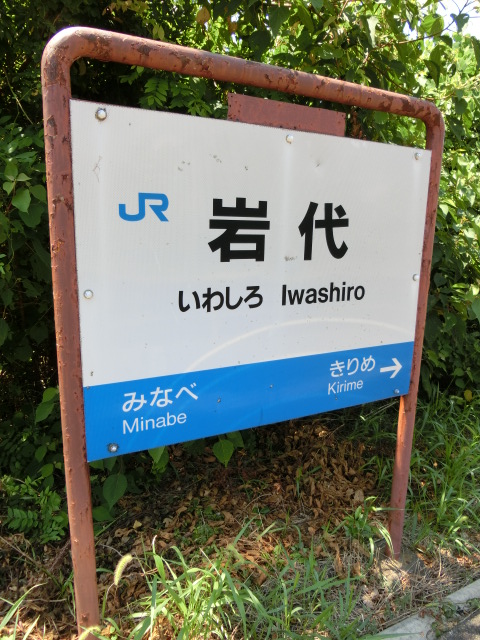 JR
岩代
いわしろ Iwashiro
みなべ
Minabe
きりめ →
Kirime